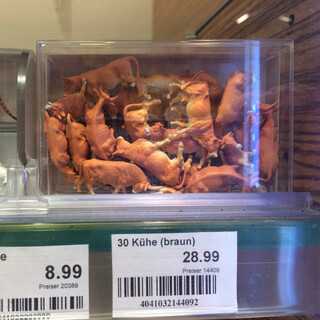 e
8.99
Preiser 20389
30 Kühe (braun)
28.99
Preiser 14409
4041032144092